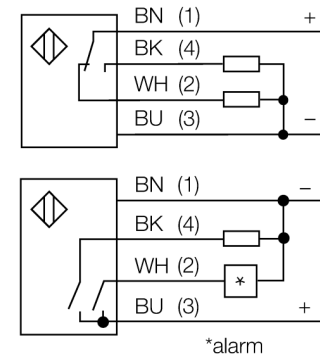 BN (1) +
BK (4)
WH (2)
BU (3) −
BN (1) −
BK (4)
WH (2)
*
BU (3) +
*alarm